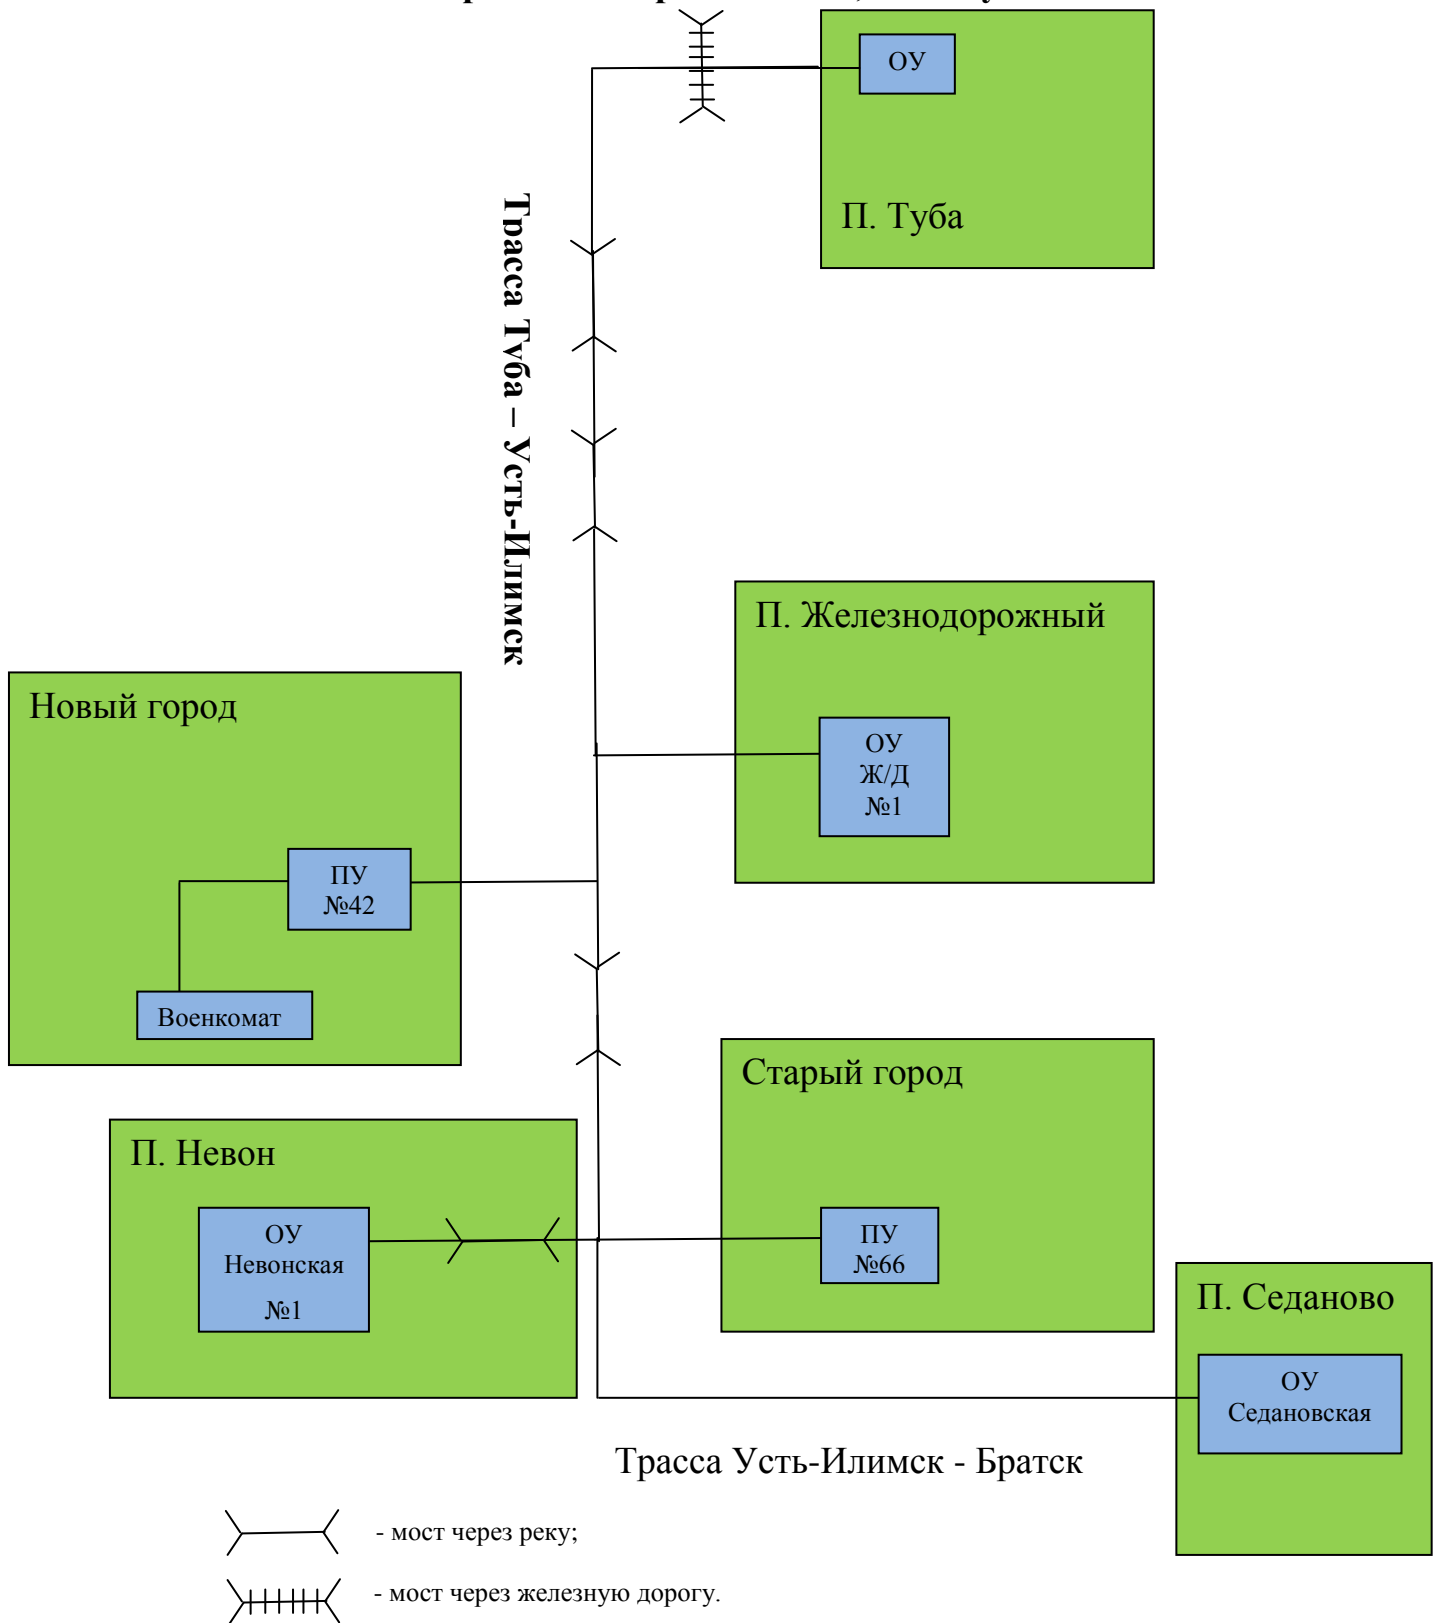 ОУ
П. Туба
Трасса Туба – Усть-Илимск
П. Железнодорожный
ОУ
Ж/Д
№1
Новый город
ПУ
№42
Военкомат
Старый город
ПУ
№66
П. Невон
ОУ
Невонская
№1
П. Седаново
ОУ
Седановская
Трасса Усть-Илимск - Братск
- мост через реку;
- мост через железную дорогу.